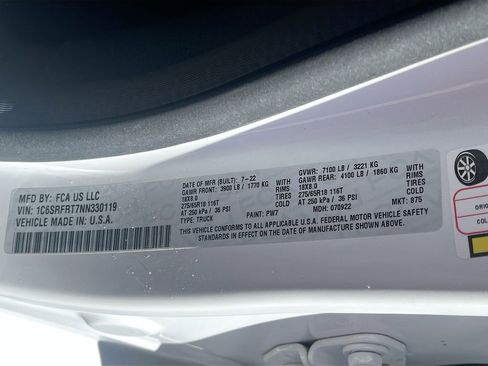 MFD BY: FCA US LLC
VIN: 1C6SRFRT7NN330119
VEHICLE MADE IN: U.S.A.
DATE OF MFR (BUILT): 7-22
GAWR FRONT: 3900 LB / 1770 KG WITH
18X8.0 RIMS
275/65R18 116T TIRES
AT 250 kPa / 36 PSI COLD
TYPE: TRUCK PAINT: PW7
GVWR: 7100 LB / 3221 KG
GAWR REAR: 4100 LB / 1860 KG WITH
18X8.0 RIMS
275/65R18 116T TIRES
AT 250 kPa / 36 PSI COLD
MDH: 070922 MKT: 875
THIS VEHICLE CONFORMS TO ALL APPLICABLE U.S.A. FEDERAL MOTOR VEHICLE SAFETY
STANDARDS IN EFFECT ON THE DATE OF MANUFACTURE SHOWN ABOVE.